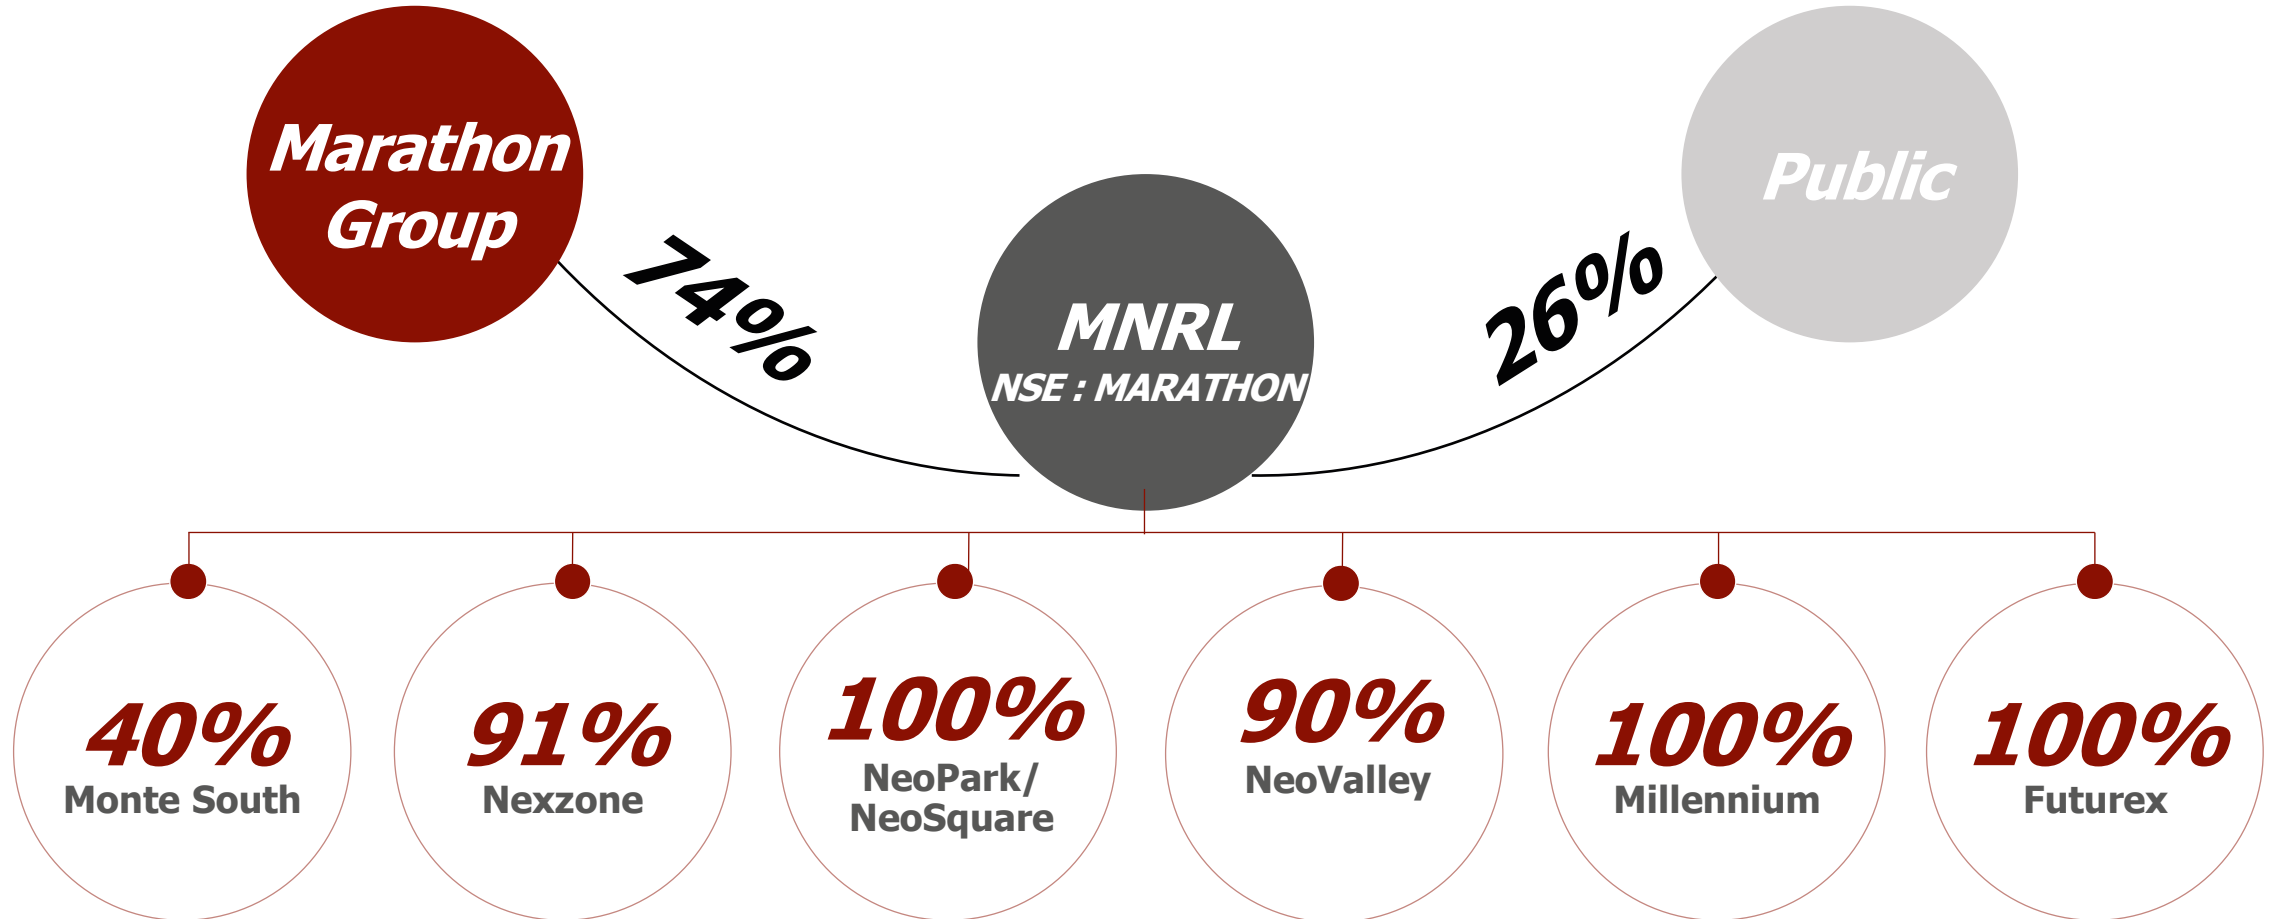 Marathon
Group
Public
74%
26%
MNRL
NSE : MARATHON
40%
Monte South
91%
Nexzone
100%
NeoPark/
NeoSquare
90%
NeoValley
100%
Millennium
100%
Futurex